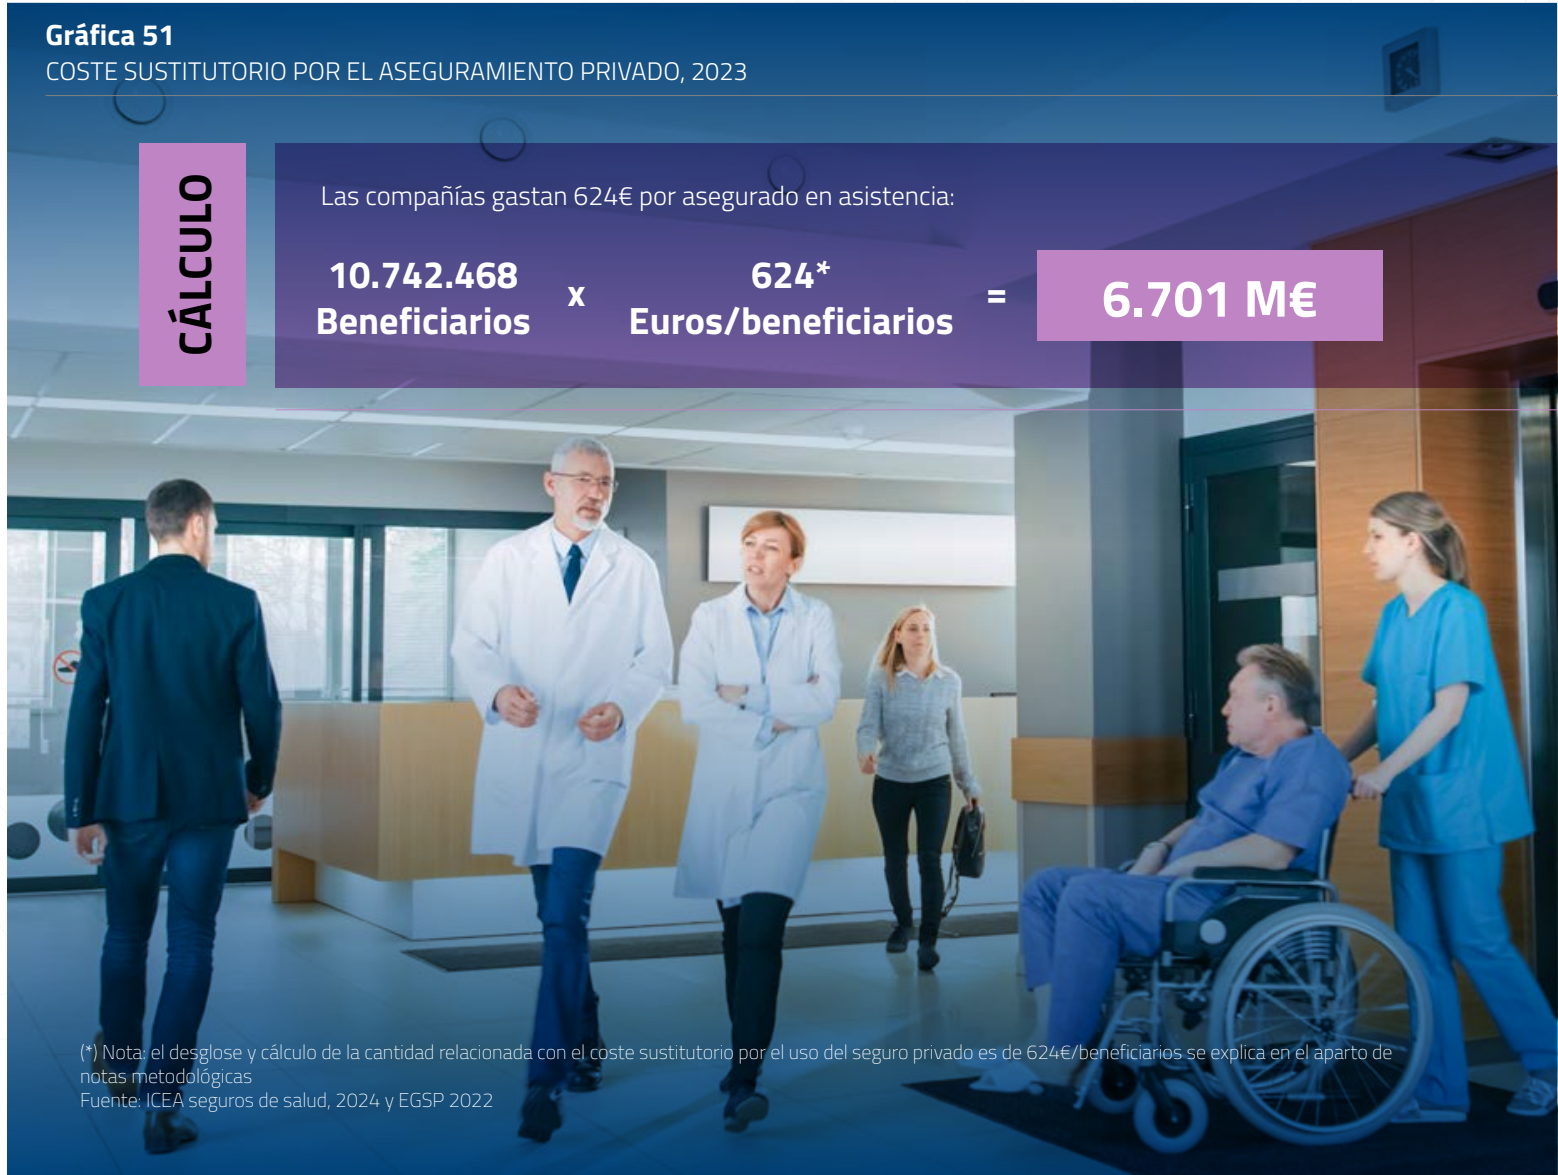 Gráfica 51
COSTE SUSTITUTORIO POR EL ASEGURAMIENTO PRIVADO, 2023
CÁLCULO
Las compañías gastan 624€ por asegurado en asistencia:
10.742.468
Beneficiarios
x
624*
Euros/beneficiarios
=
6.701 M€
(*) Nota: el desglose y cálculo de la cantidad relacionada con el coste sustitutorio por el uso del seguro privado es de 624€/beneficiarios se explica en el aparto de
notas metodológicas
Fuente: ICEA seguros de salud, 2024 y EGSP 2022